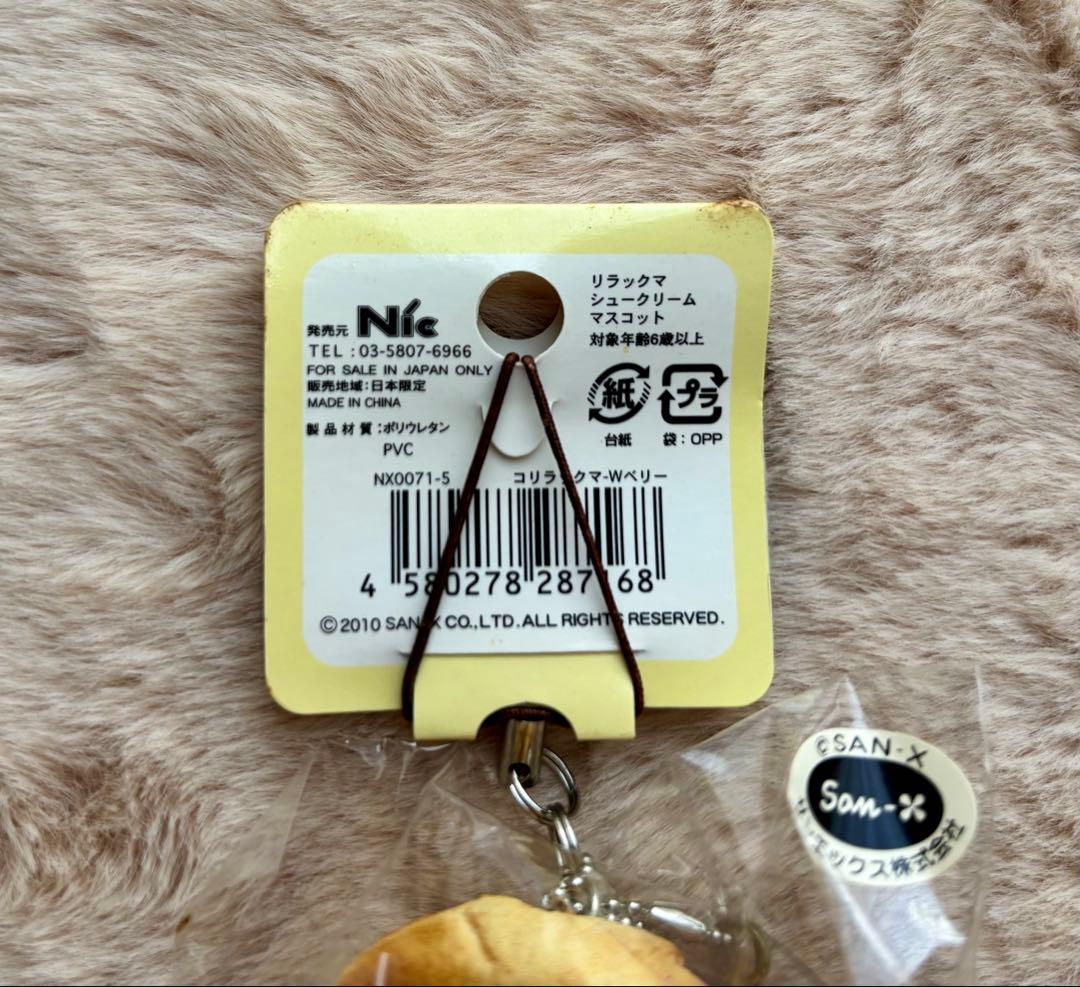 リラックマ
シュークリーム
マスコット
対象年齢6歳以上
発売元 Nic
TEL : 03-5807-6966
FOR SALE IN JAPAN ONLY
販売地域:日本限定
MADE IN CHINA
製品材質:ポリウレタン
PVC
紙
台紙
プラ
袋:OPP
NX0071-5 コリラックマ-Wベリー
4 580278 287168
©2010 SAN-X CO.,LTD. ALL RIGHTS RESERVED.
©SAN-X
San-X
サンエックス株式会社